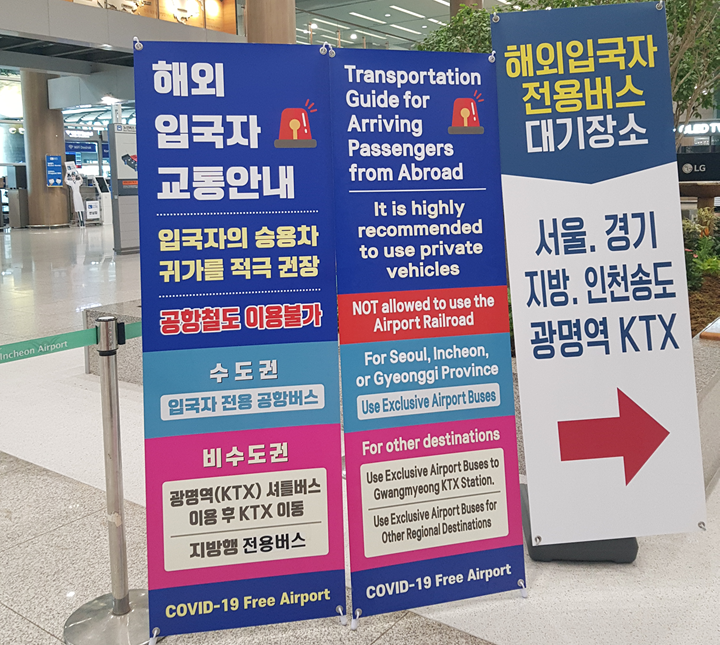 해외
입국자
교통안내
입국자의 승용차
귀가를 적극 권장
공항철도 이용불가
수도권
입국자 전용 공항버스
비수도권
광명역(KTX) 셔틀버스
이용 후 KTX 이동
지방행 전용버스
COVID-19 Free Airport
Transportation
Guide for
Arriving
Passengers
from Abroad
It is highly
recommended
to use private
vehicles
NOT allowed to use the
Airport Railroad
For Seoul, Incheon,
or Gyeonggi Province
Use Exclusive Airport Buses
For other destinations
Use Exclusive Airport Buses to
Gwangmyeong KTX Station.
Use Exclusive Airport Buses for
Other Regional Destinations
COVID-19 Free Airport
해외입국자
전용버스
대기장소
서울. 경기
지방. 인천송도
광명역 KTX
Incheon Airport
LG